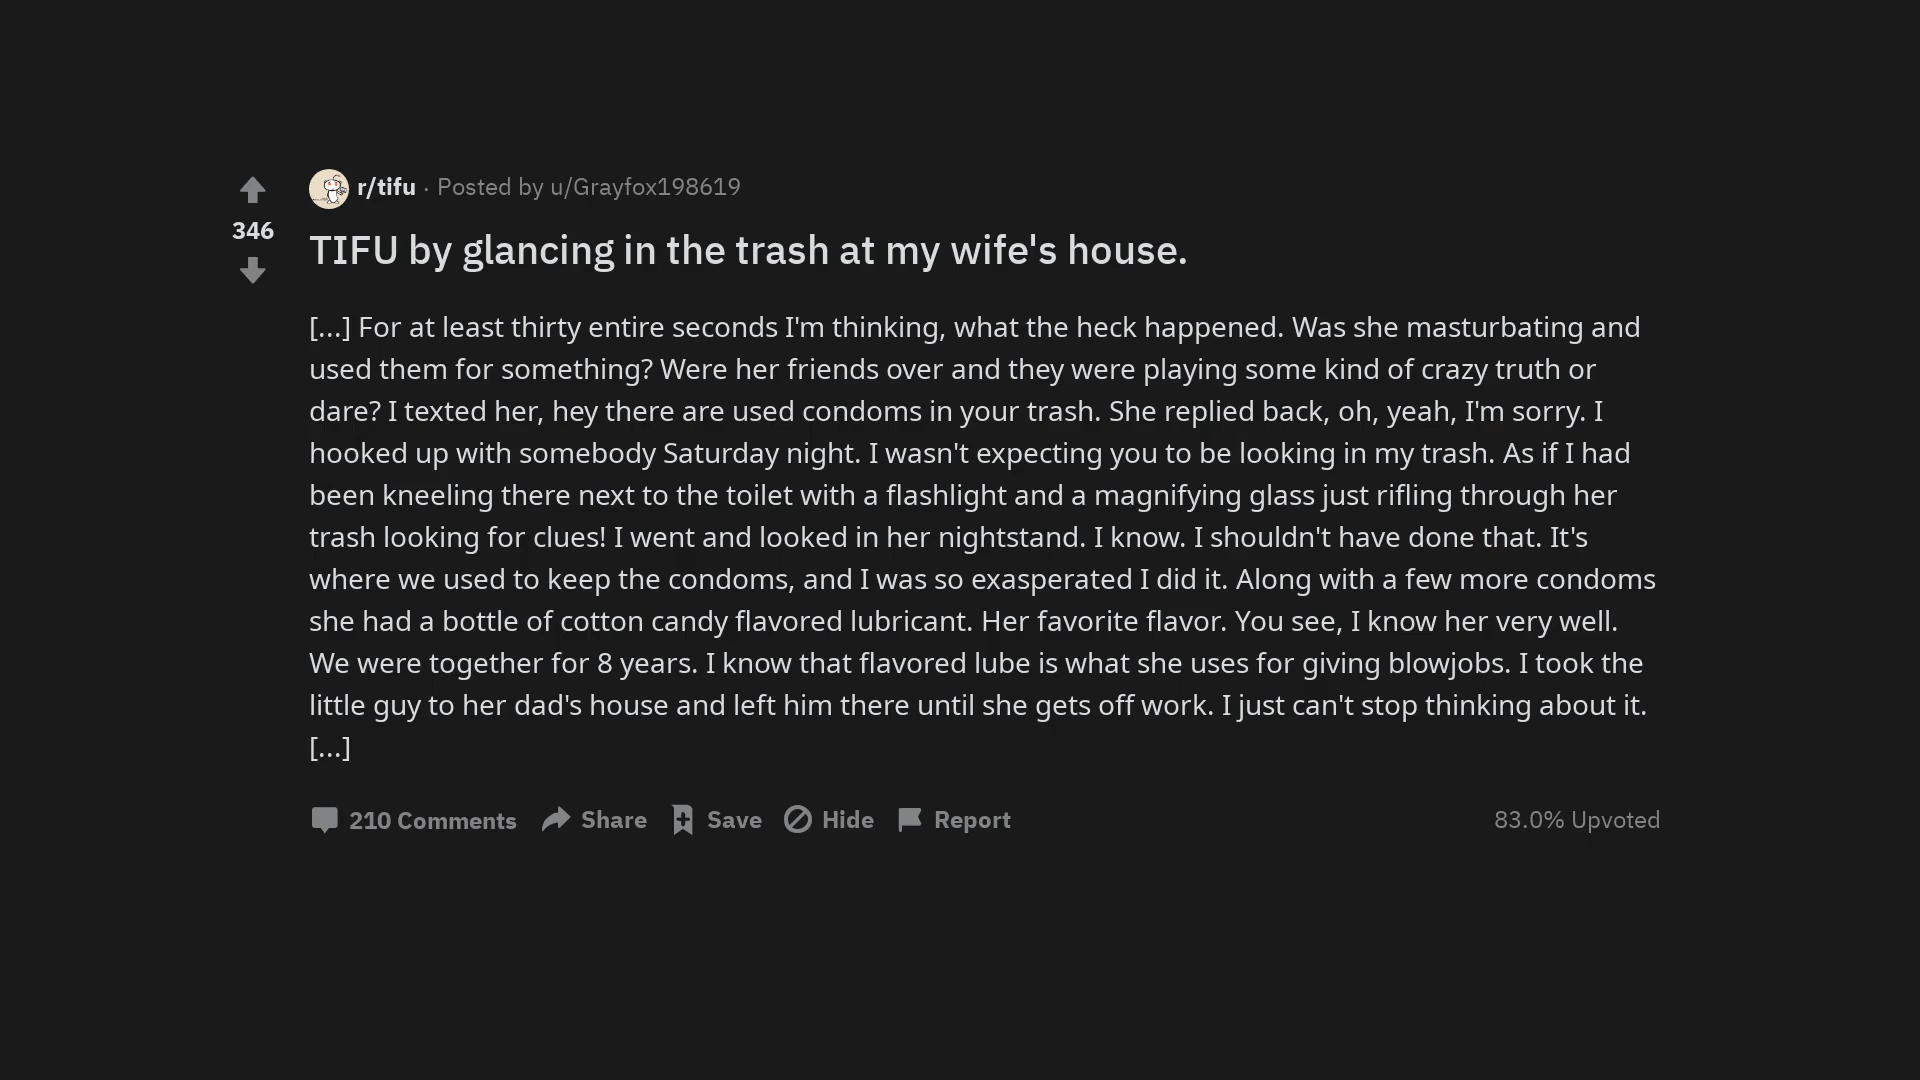 r/tifu · Posted by u/Grayfox198619
346
TIFU by glancing in the trash at my wife's house.
[...] For at least thirty entire seconds I'm thinking, what the heck happened. Was she masturbating and
used them for something? Were her friends over and they were playing some kind of crazy truth or
dare? I texted her, hey there are used condoms in your trash. She replied back, oh, yeah, I'm sorry. I
hooked up with somebody Saturday night. I wasn't expecting you to be looking in my trash. As if I had
been kneeling there next to the toilet with a flashlight and a magnifying glass just rifling through her
trash looking for clues! I went and looked in her nightstand. I know. I shouldn't have done that. It's
where we used to keep the condoms, and I was so exasperated I did it. Along with a few more condoms
she had a bottle of cotton candy flavored lubricant. Her favorite flavor. You see, I know her very well.
We were together for 8 years. I know that flavored lube is what she uses for giving blowjobs. I took the
little guy to her dad's house and left him there until she gets off work. I just can't stop thinking about it.
[...]
210 Comments Share Save Hide Report 83.0% Upvoted